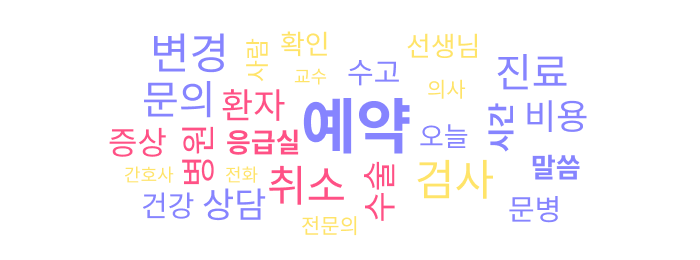 변경
사람
확인
선생님
교수
수고
의사
진료
문의
환자
예약
오늘
시간
비용
증상
병원
응급실
말씀
간호사
전화
취소
수술
검사
건강
상담
전문의
문병